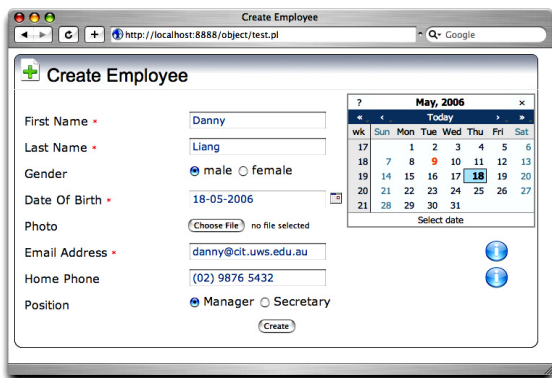 Create Employee
http://localhost:8888/object/test.pl
Google
Create Employee
First Name * Danny
Last Name * Liang
Gender male female
Date Of Birth * 18-05-2006
Photo Choose File no file selected
Email Address * danny@cit.uws.edu.au
Home Phone (02) 9876 5432
Position Manager Secretary
Create
? May, 2006 ×
« ‹ Today › »
wk Sun Mon Tue Wed Thu Fri Sat
17 1 2 3 4 5 6
18 7 8 9 10 11 12 13
19 14 15 16 17 18 19 20
20 21 22 23 24 25 26 27
21 28 29 30 31
Select date
i
i